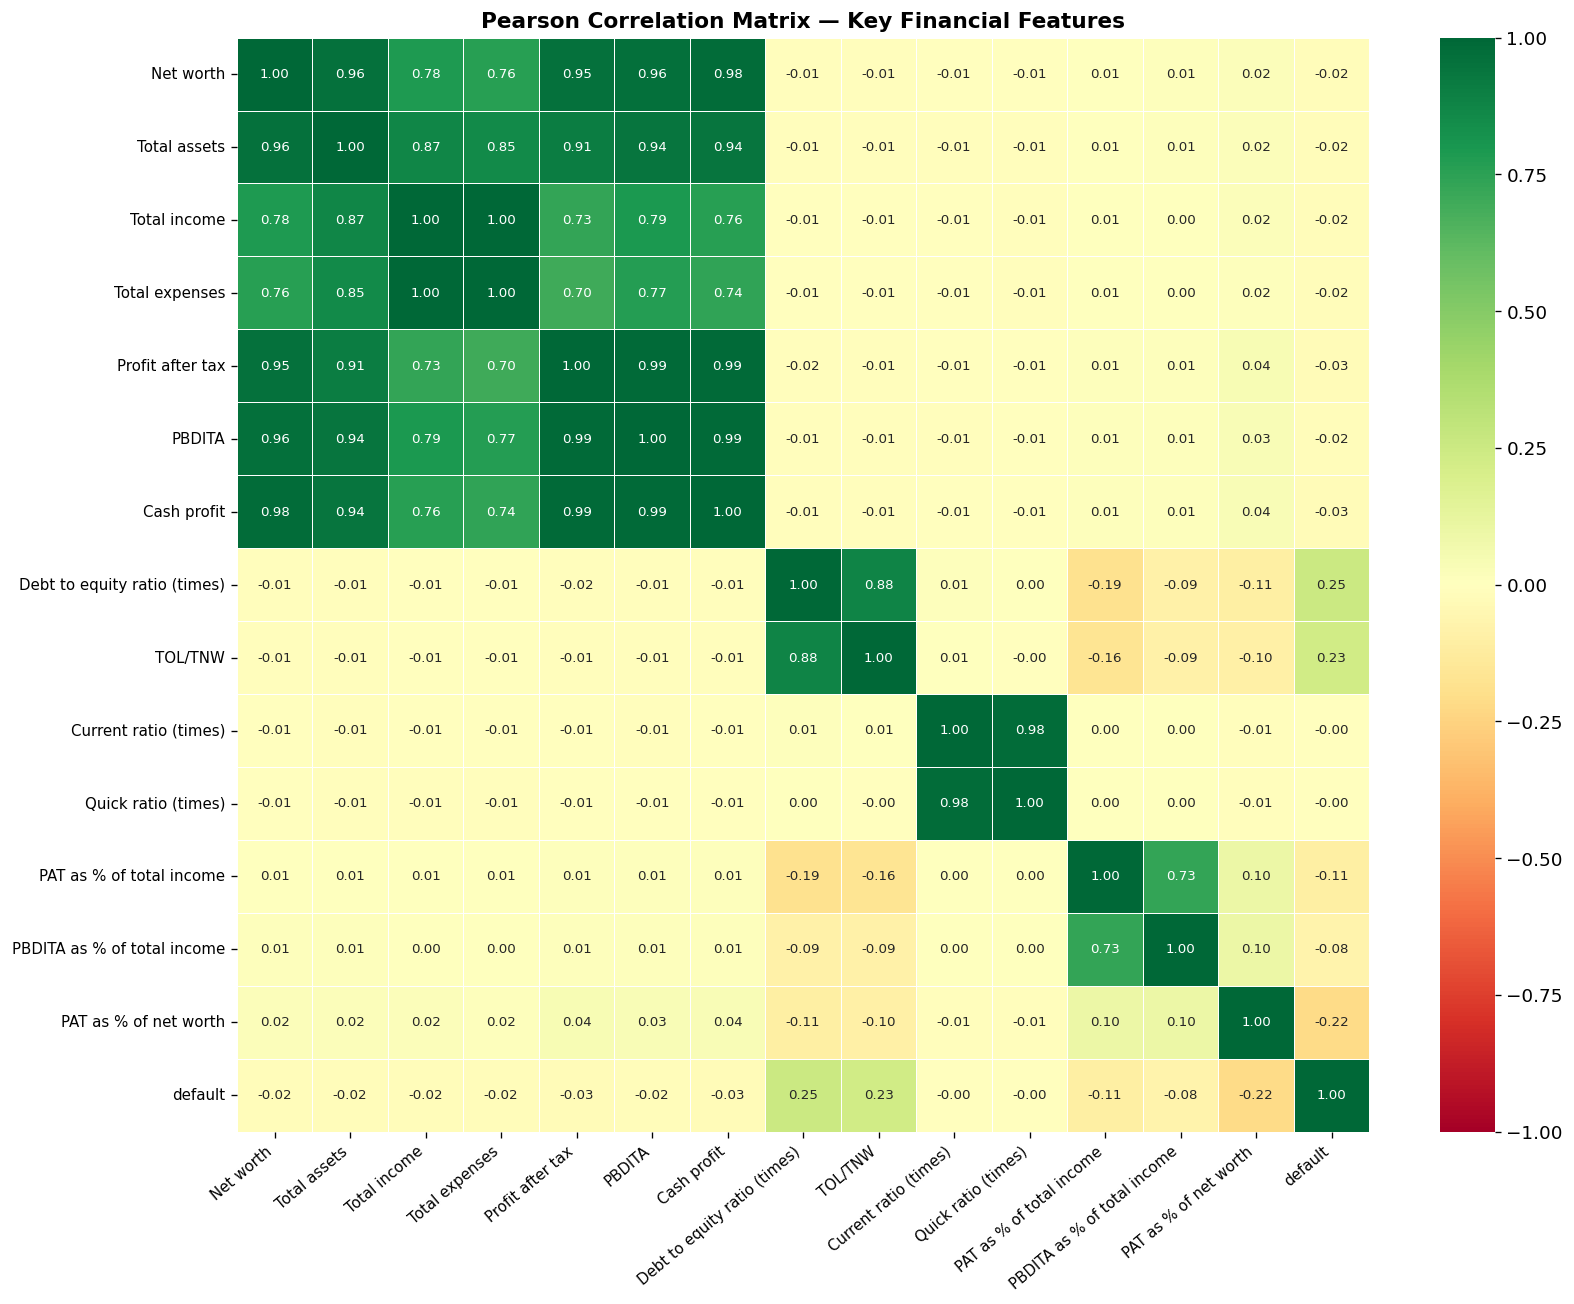 Pearson Correlation Matrix — Key Financial Features
Net worth 1.00 0.96 0.78 0.76 0.95 0.96 0.98 -0.01 -0.01 -0.01 -0.01 0.01 0.01 0.02 -0.02
Total assets 0.96 1.00 0.87 0.85 0.91 0.94 0.94 -0.01 -0.01 -0.01 -0.01 0.01 0.01 0.02 -0.02
Total income 0.78 0.87 1.00 1.00 0.73 0.79 0.76 -0.01 -0.01 -0.01 -0.01 0.01 0.00 0.02 -0.02
Total expenses 0.76 0.85 1.00 1.00 0.70 0.77 0.74 -0.01 -0.01 -0.01 -0.01 0.01 0.00 0.02 -0.02
Profit after tax 0.95 0.91 0.73 0.70 1.00 0.99 0.99 -0.02 -0.01 -0.01 -0.01 0.01 0.01 0.04 -0.03
PBDITA 0.96 0.94 0.79 0.77 0.99 1.00 0.99 -0.01 -0.01 -0.01 -0.01 0.01 0.01 0.03 -0.02
Cash profit 0.98 0.94 0.76 0.74 0.99 0.99 1.00 -0.01 -0.01 -0.01 -0.01 0.01 0.01 0.04 -0.03
Debt to equity ratio (times) -0.01 -0.01 -0.01 -0.01 -0.02 -0.01 -0.01 1.00 0.88 0.01 0.00 -0.19 -0.09 -0.11 0.25
TOL/TNW -0.01 -0.01 -0.01 -0.01 -0.01 -0.01 -0.01 0.88 1.00 0.01 -0.00 -0.16 -0.09 -0.10 0.23
Current ratio (times) -0.01 -0.01 -0.01 -0.01 -0.01 -0.01 -0.01 0.01 0.01 1.00 0.98 0.00 0.00 -0.01 -0.00
Quick ratio (times) -0.01 -0.01 -0.01 -0.01 -0.01 -0.01 -0.01 0.00 -0.00 0.98 1.00 0.00 0.00 -0.01 -0.00
PAT as % of total income 0.01 0.01 0.01 0.01 0.01 0.01 0.01 -0.19 -0.16 0.00 0.00 1.00 0.73 0.10 -0.11
PBDITA as % of total income 0.01 0.01 0.00 0.00 0.01 0.01 0.01 -0.09 -0.09 0.00 0.00 0.73 1.00 0.10 -0.08
PAT as % of net worth 0.02 0.02 0.02 0.02 0.04 0.03 0.04 -0.11 -0.10 -0.01 -0.01 0.10 0.10 1.00 -0.22
default -0.02 -0.02 -0.02 -0.02 -0.03 -0.02 -0.03 0.25 0.23 -0.00 -0.00 -0.11 -0.08 -0.22 1.00
Net worth
Total assets
Total income
Total expenses
Profit after tax
PBDITA
Cash profit
Debt to equity ratio (times)
TOL/TNW
Current ratio (times)
Quick ratio (times)
PAT as % of total income
PBDITA as % of total income
PAT as % of net worth
default
1.00
0.75
0.50
0.25
0.00
−0.25
−0.50
−0.75
−1.00